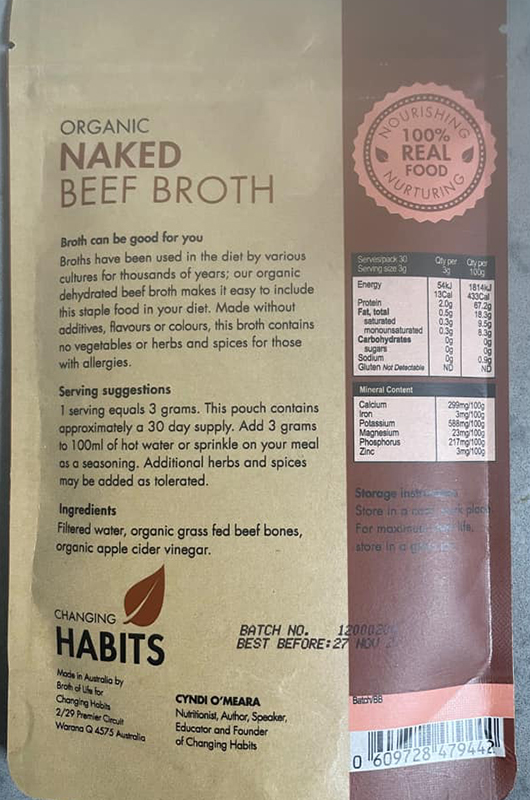 ORGANIC
NAKED
BEEF BROTH
Broth can be good for you
Broths have been used in the diet by various
cultures for thousands of years; our organic
dehydrated beef broth makes it easy to include
this staple food in your diet. Made without
additives, flavours or colours, this broth contains
no vegetables or herbs and spices for those
with allergies.
Serving suggestions
1 serving equals 3 grams. This pouch contains
approximately a 30 day supply. Add 3 grams
to 100ml of hot water or sprinkle on your meal
as a seasoning. Additional herbs and spices
may be added as tolerated.
Ingredients
Filtered water, organic grass fed beef bones,
organic apple cider vinegar.
CHANGING
HABITS
Made in Australia by
Broth of Life for
Changing Habits
2/29 Premier Circuit
Warana Q 4575 Australia
CYNDI O'MEARA
Nutritionist, Author, Speaker,
Educator and Founder
of Changing Habits
BATCH NO.
BEST BEFORE:27 NOV
NOURISHING
100%
REAL
FOOD
NURTURING
Serves/pack 30 Qty per Qty per
Serving size 3g 3g 100g
Energy 54kJ 1814kJ
13Cal 433Cal
Protein 2.0g 67.2g
Fat, total 0.5g 18.3g
saturated 0.3g 9.5g
monounsaturated 0.3g 8.3g
Carbohydrates 0g 0g
sugars 0g 0g
Sodium 0g 0.9g
Gluten Not Detectable ND ND
Mineral Content
Calcium 299mg/100g
Iron 3mg/100g
Potassium 588mg/100g
Magnesium 23mg/100g
Phosphorus 217mg/100g
Zinc 3mg/100g
Storage
Store in a place
For life,
store in a
Batch/BB
0 609728 479442